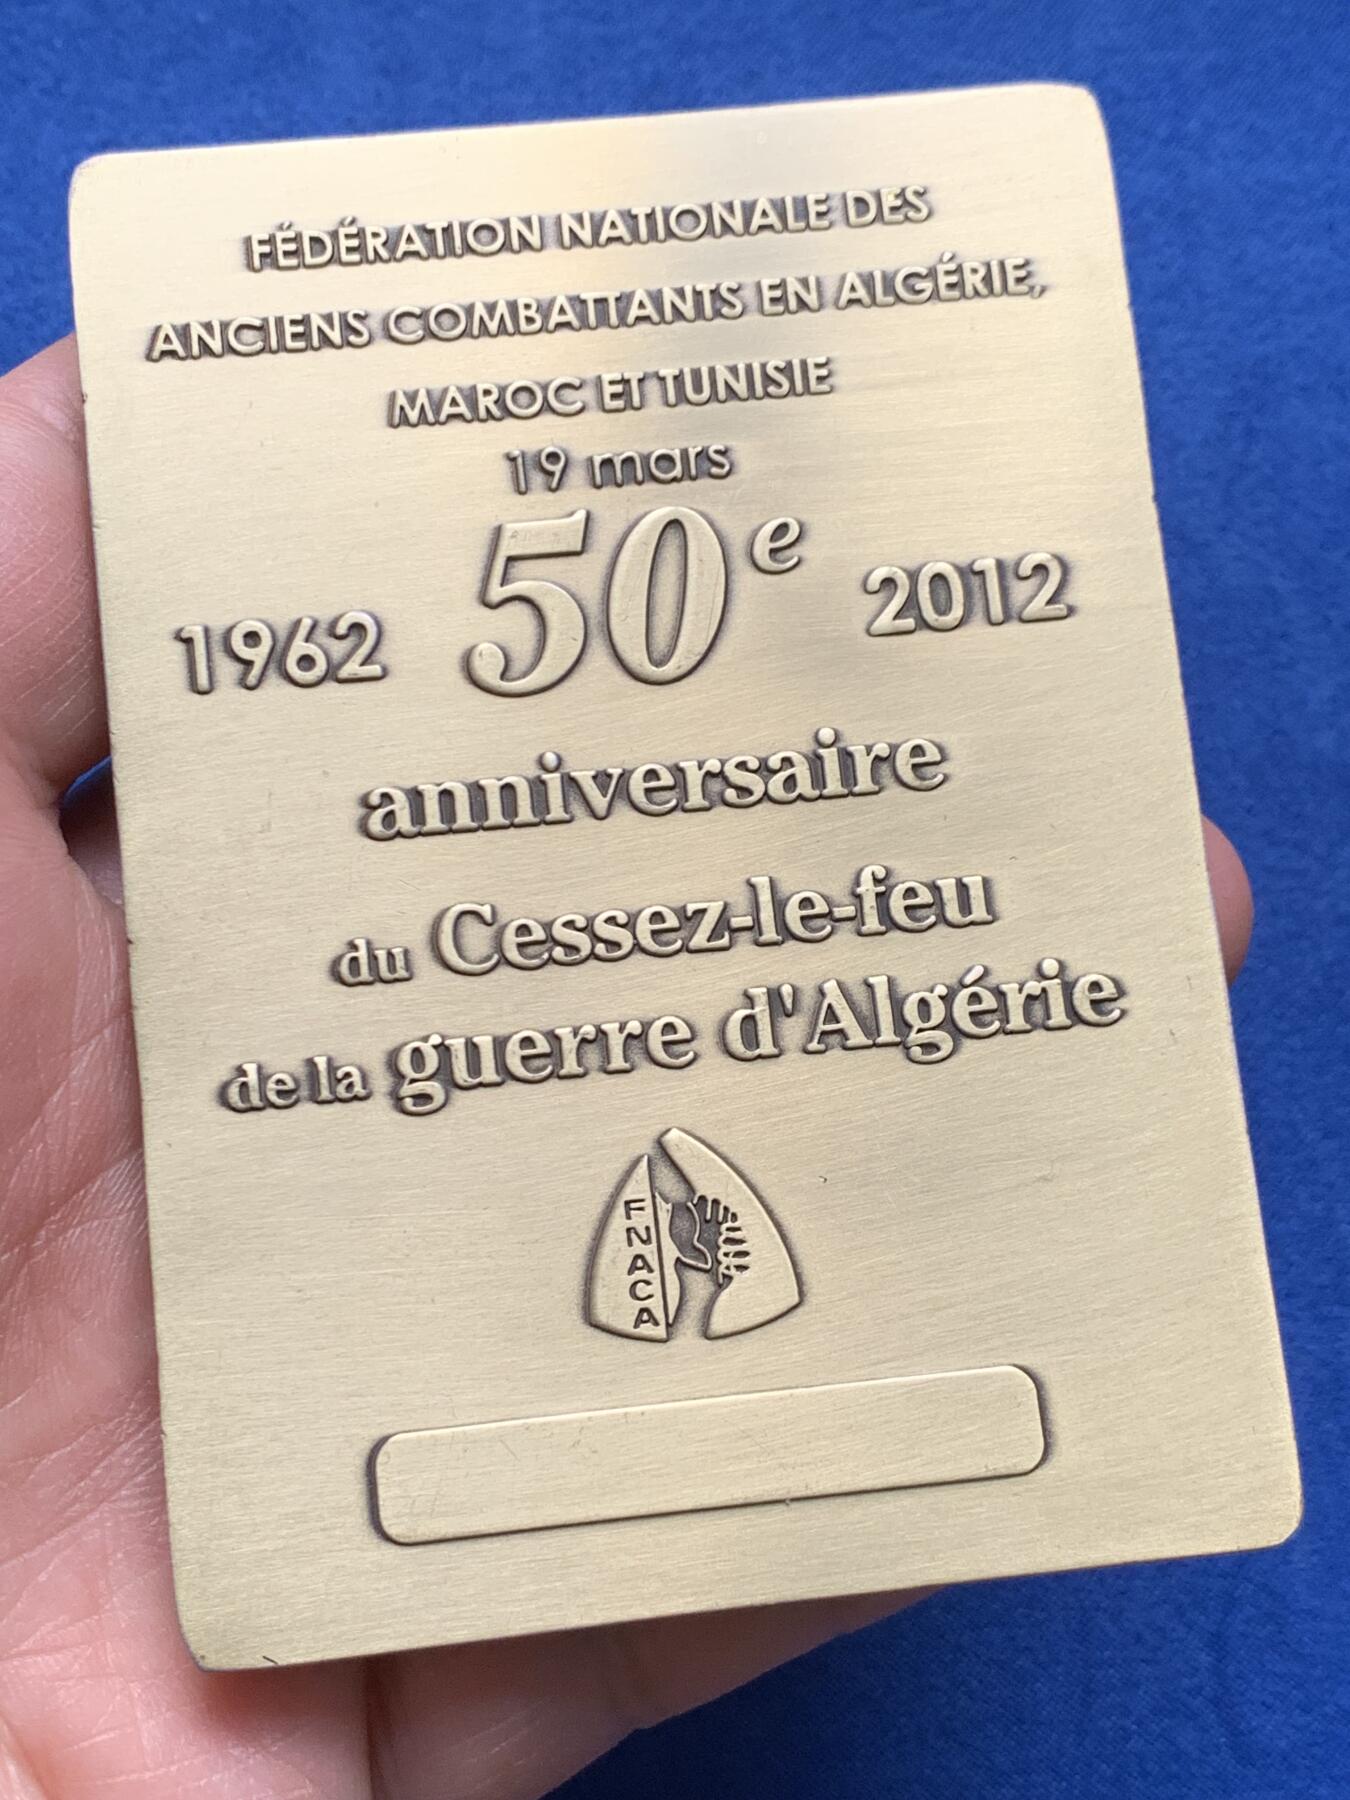 FÉDÉRATION NATIONALE DES
ANCIENS COMBATTANTS EN ALGÉRIE,
MAROC ET TUNISIE
19 mars
1962 50e 2012
anniversaire
du Cessez-le-feu
de la guerre d'Algérie
FNACA